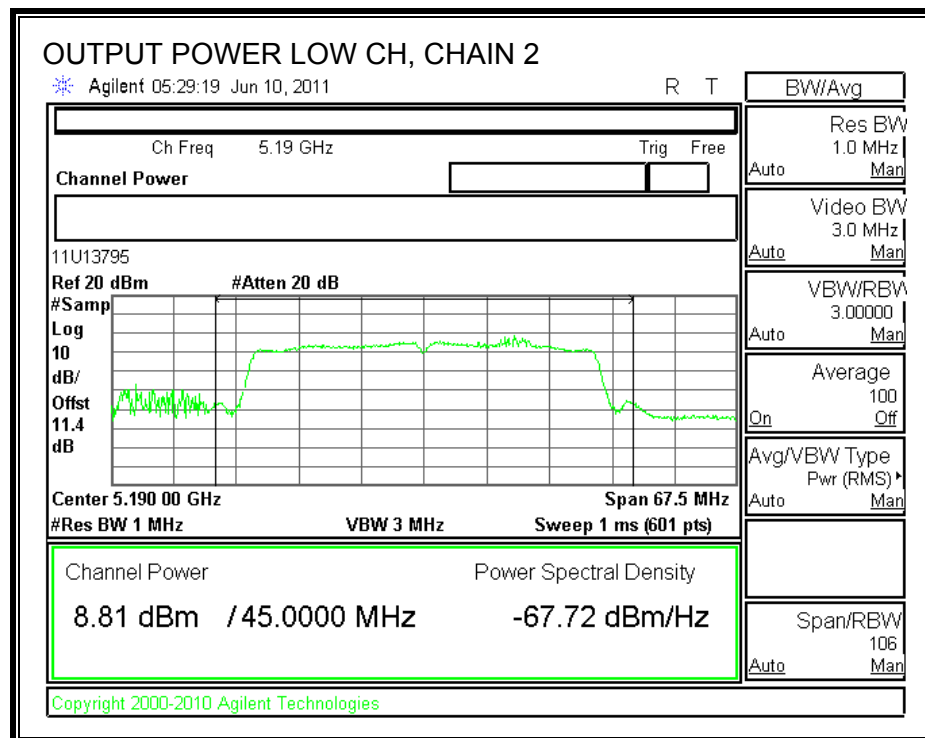 OUTPUT POWER LOW CH, CHAIN 2
Agilent 05:29:19 Jun 10, 2011 R T
BW/Avg
Ch Freq 5.19 GHz Trig Free
Channel Power
Res BW
1.0 MHz
Auto Man
Video BW
3.0 MHz
Auto Man
11U13795
Ref 20 dBm #Atten 20 dB
#Samp
Log
10
dB/
Offst
11.4
dB
VBW/RBW
3.00000
Auto Man
Average
100
On Off
Avg/VBW Type
Pwr (RMS)
Auto Man
Center 5.190 00 GHz Span 67.5 MHz
#Res BW 1 MHz VBW 3 MHz Sweep 1 ms (601 pts)
Channel Power Power Spectral Density
8.81 dBm / 45.0000 MHz -67.72 dBm/Hz
Span/RBW
106
Auto Man
Copyright 2000-2010 Agilent Technologies